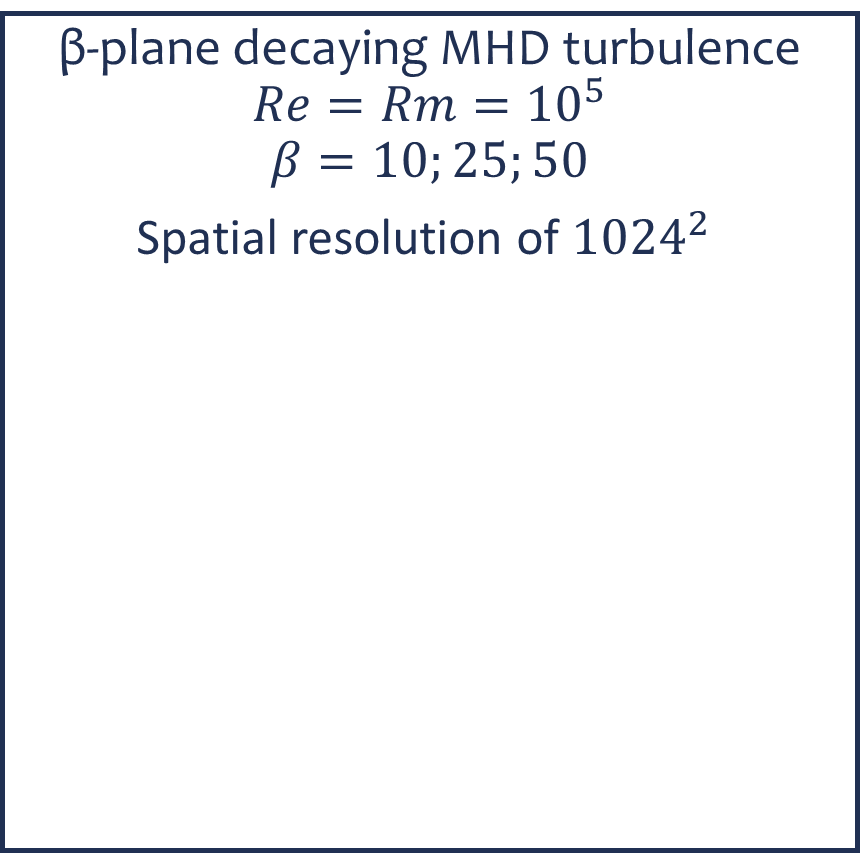 β-plane decaying MHD turbulence
Re = Rm = 10⁵
β = 10; 25; 50
Spatial resolution of 1024²